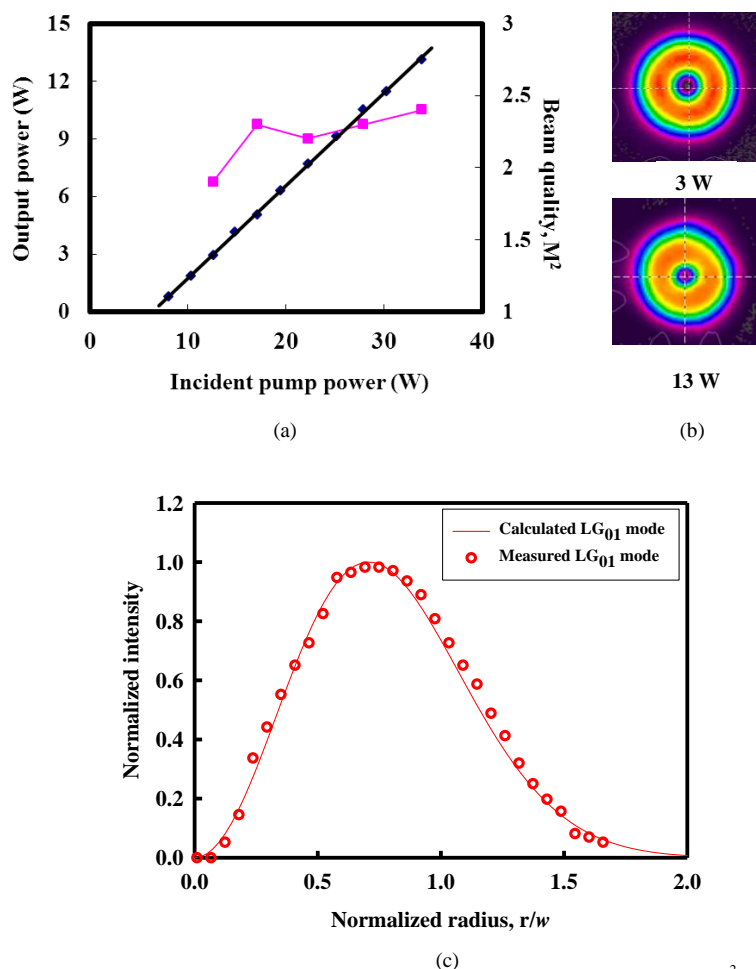 15
12
9
6
3
0
Output power (W)
3
2.5
2
1.5
1
Beam quality, M²
0
10
20
30
40
Incident pump power (W)
(a)
3 W
13 W
(b)
1.2
1.0
0.8
0.6
0.4
0.2
0.0
Normalized intensity
Calculated LG01 mode
Measured LG01 mode
0.0
0.5
1.0
1.5
2.0
Normalized radius, r/w
(c)